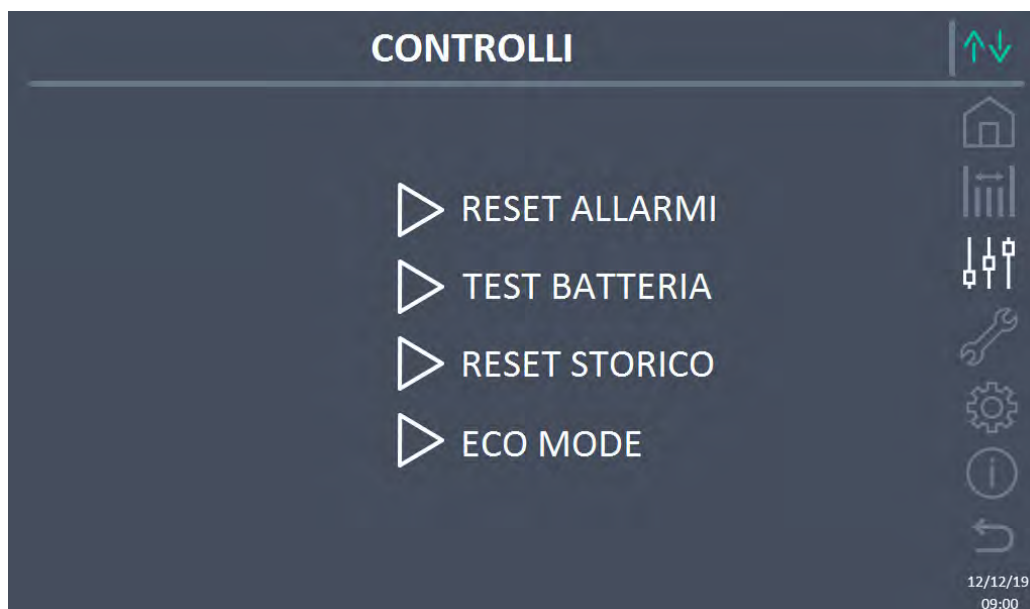 CONTROLLI
RESET ALLARMI
TEST BATTERIA
RESET STORICO
ECO MODE
12/12/19
09:00